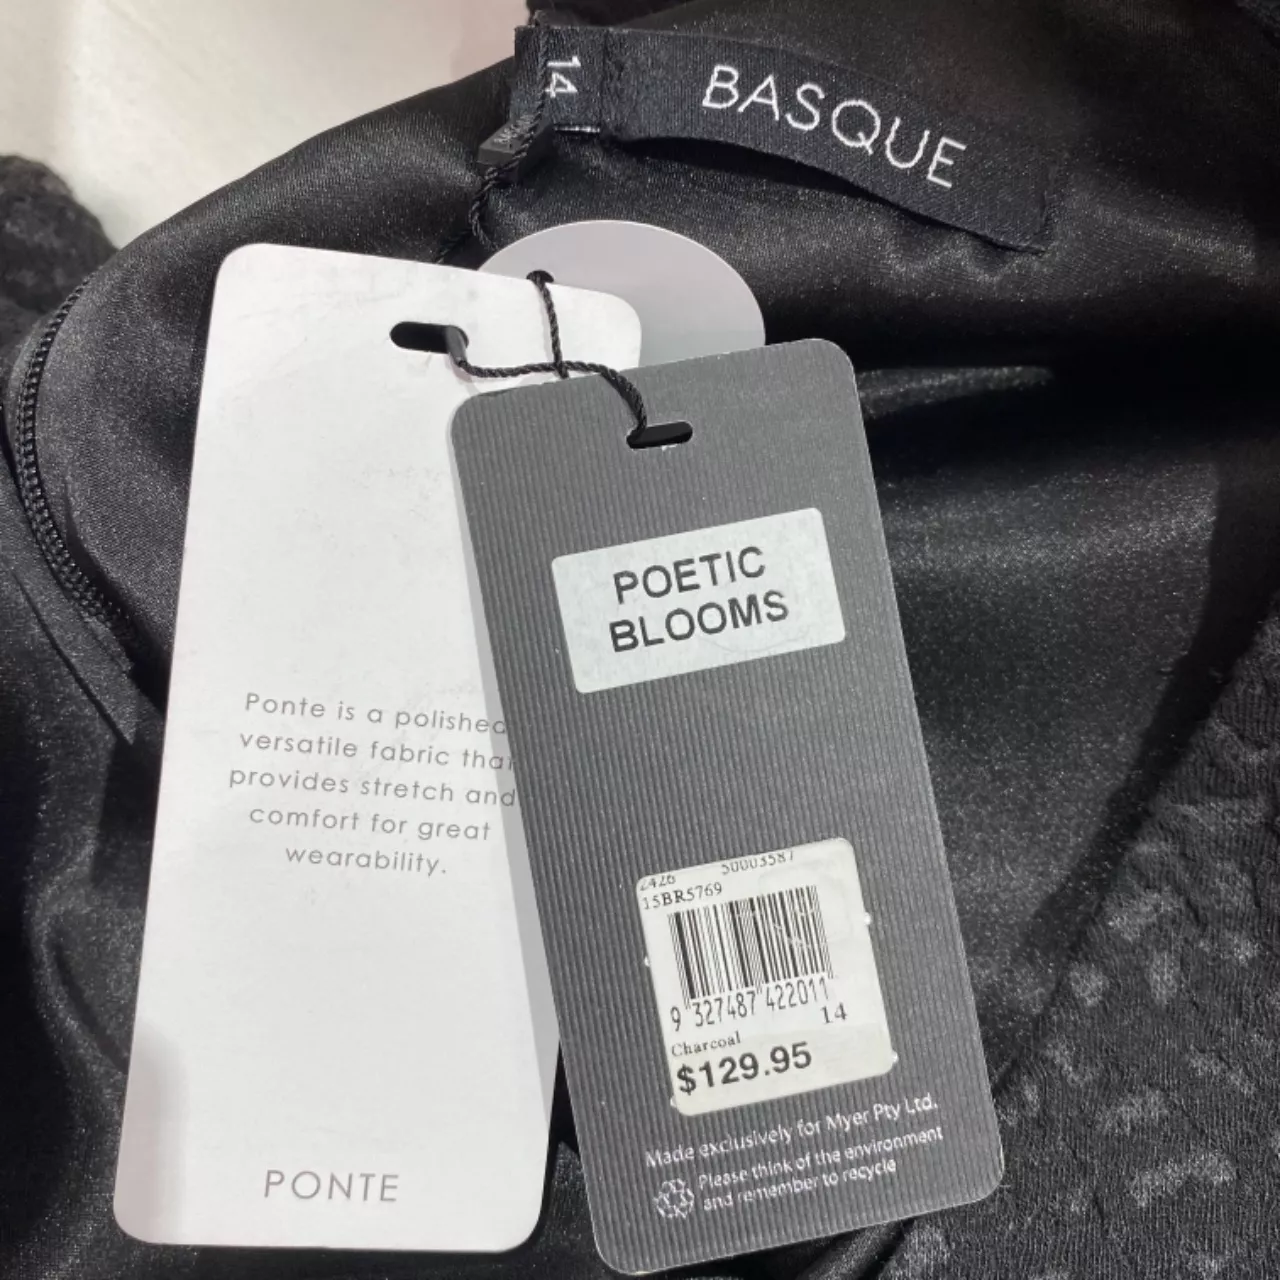 14
BASQUE
POETIC
BLOOMS
Ponte is a polished
versatile fabric that
provides stretch and
comfort for great
wearability.
PONTE
2426 50003587
15BR5769
9 327487 422011
14
Charcoal
$129.95
Made exclusively for Myer Pty Ltd.
Please think of the environment
and remember to recycle